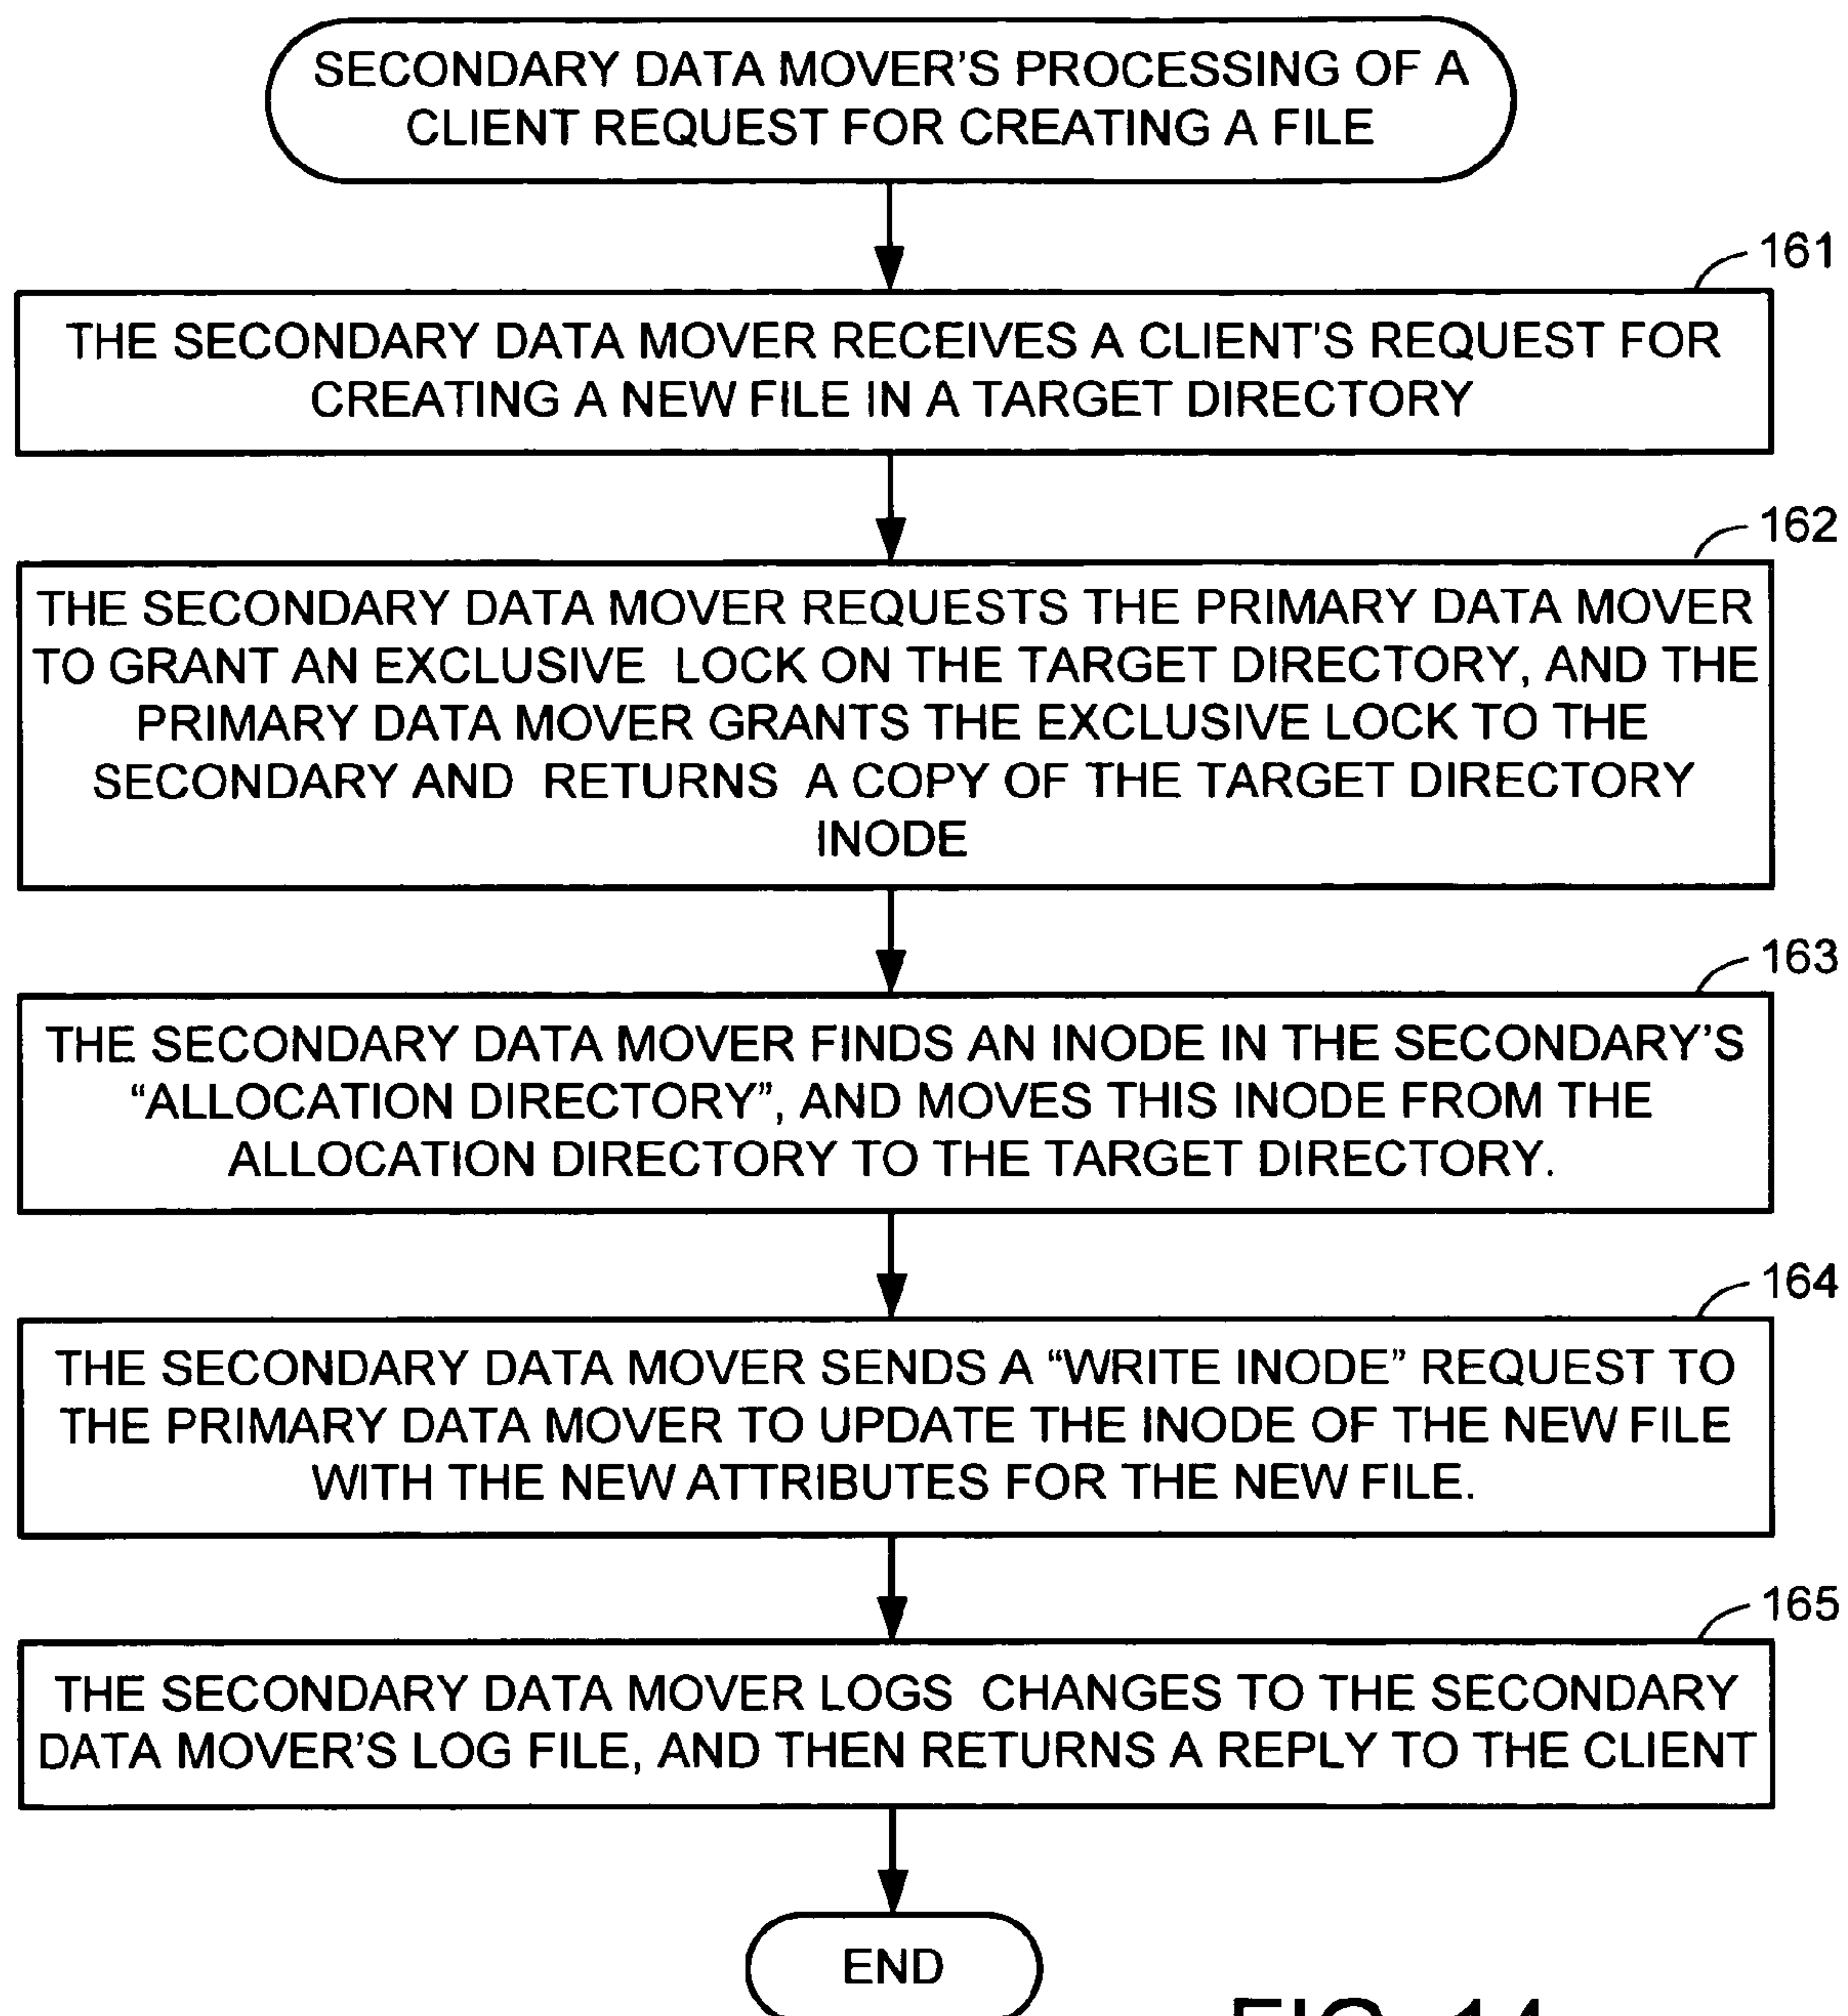 SECONDARY DATA MOVER'S PROCESSING OF A
CLIENT REQUEST FOR CREATING A FILE
161
THE SECONDARY DATA MOVER RECEIVES A CLIENT'S REQUEST FOR
CREATING A NEW FILE IN A TARGET DIRECTORY
162
THE SECONDARY DATA MOVER REQUESTS THE PRIMARY DATA MOVER
TO GRANT AN EXCLUSIVE LOCK ON THE TARGET DIRECTORY, AND THE
PRIMARY DATA MOVER GRANTS THE EXCLUSIVE LOCK TO THE
SECONDARY AND RETURNS A COPY OF THE TARGET DIRECTORY
INODE
163
THE SECONDARY DATA MOVER FINDS AN INODE IN THE SECONDARY'S
“ALLOCATION DIRECTORY”, AND MOVES THIS INODE FROM THE
ALLOCATION DIRECTORY TO THE TARGET DIRECTORY.
164
THE SECONDARY DATA MOVER SENDS A “WRITE INODE” REQUEST TO
THE PRIMARY DATA MOVER TO UPDATE THE INODE OF THE NEW FILE
WITH THE NEW ATTRIBUTES FOR THE NEW FILE.
165
THE SECONDARY DATA MOVER LOGS CHANGES TO THE SECONDARY
DATA MOVER'S LOG FILE, AND THEN RETURNS A REPLY TO THE CLIENT
END
FIG. 14